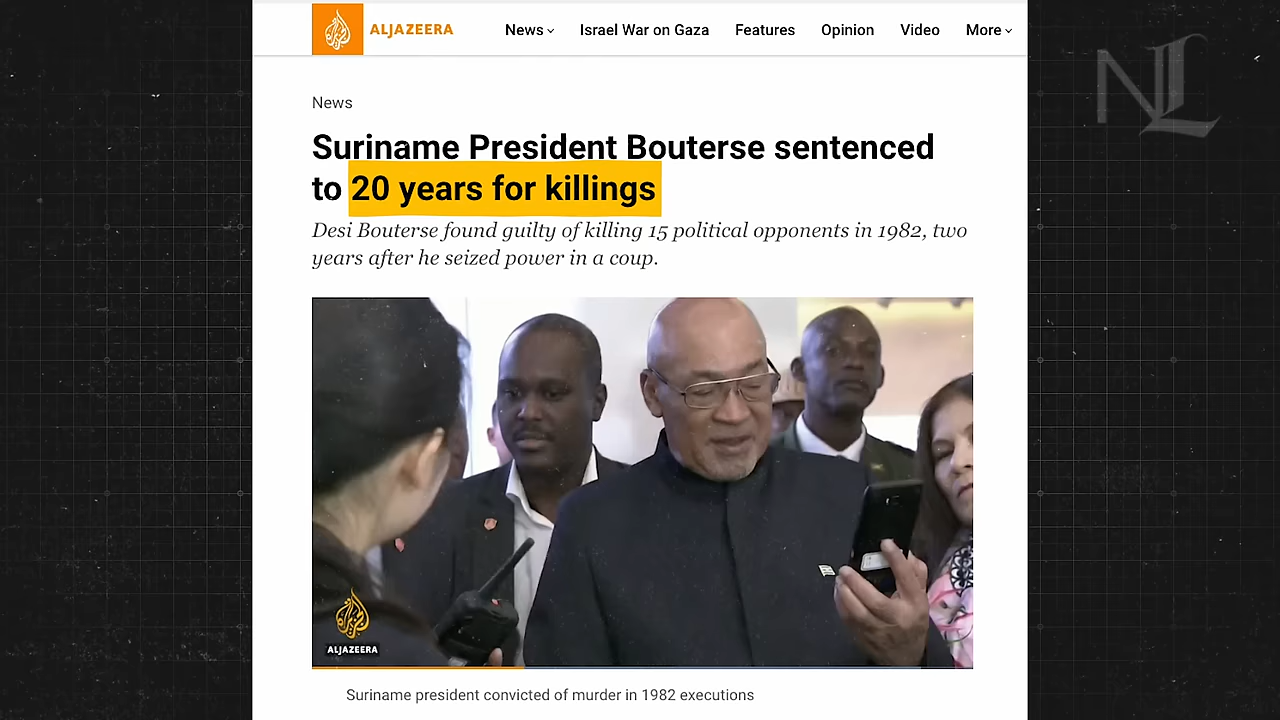 ALJAZEERA
News
Israel War on Gaza
Features
Opinion
Video
More
NL
News
Suriname President Bouterse sentenced
to 20 years for killings
Desi Bouterse found guilty of killing 15 political opponents in 1982, two
years after he seized power in a coup.
ALJAZEERA
Suriname president convicted of murder in 1982 executions